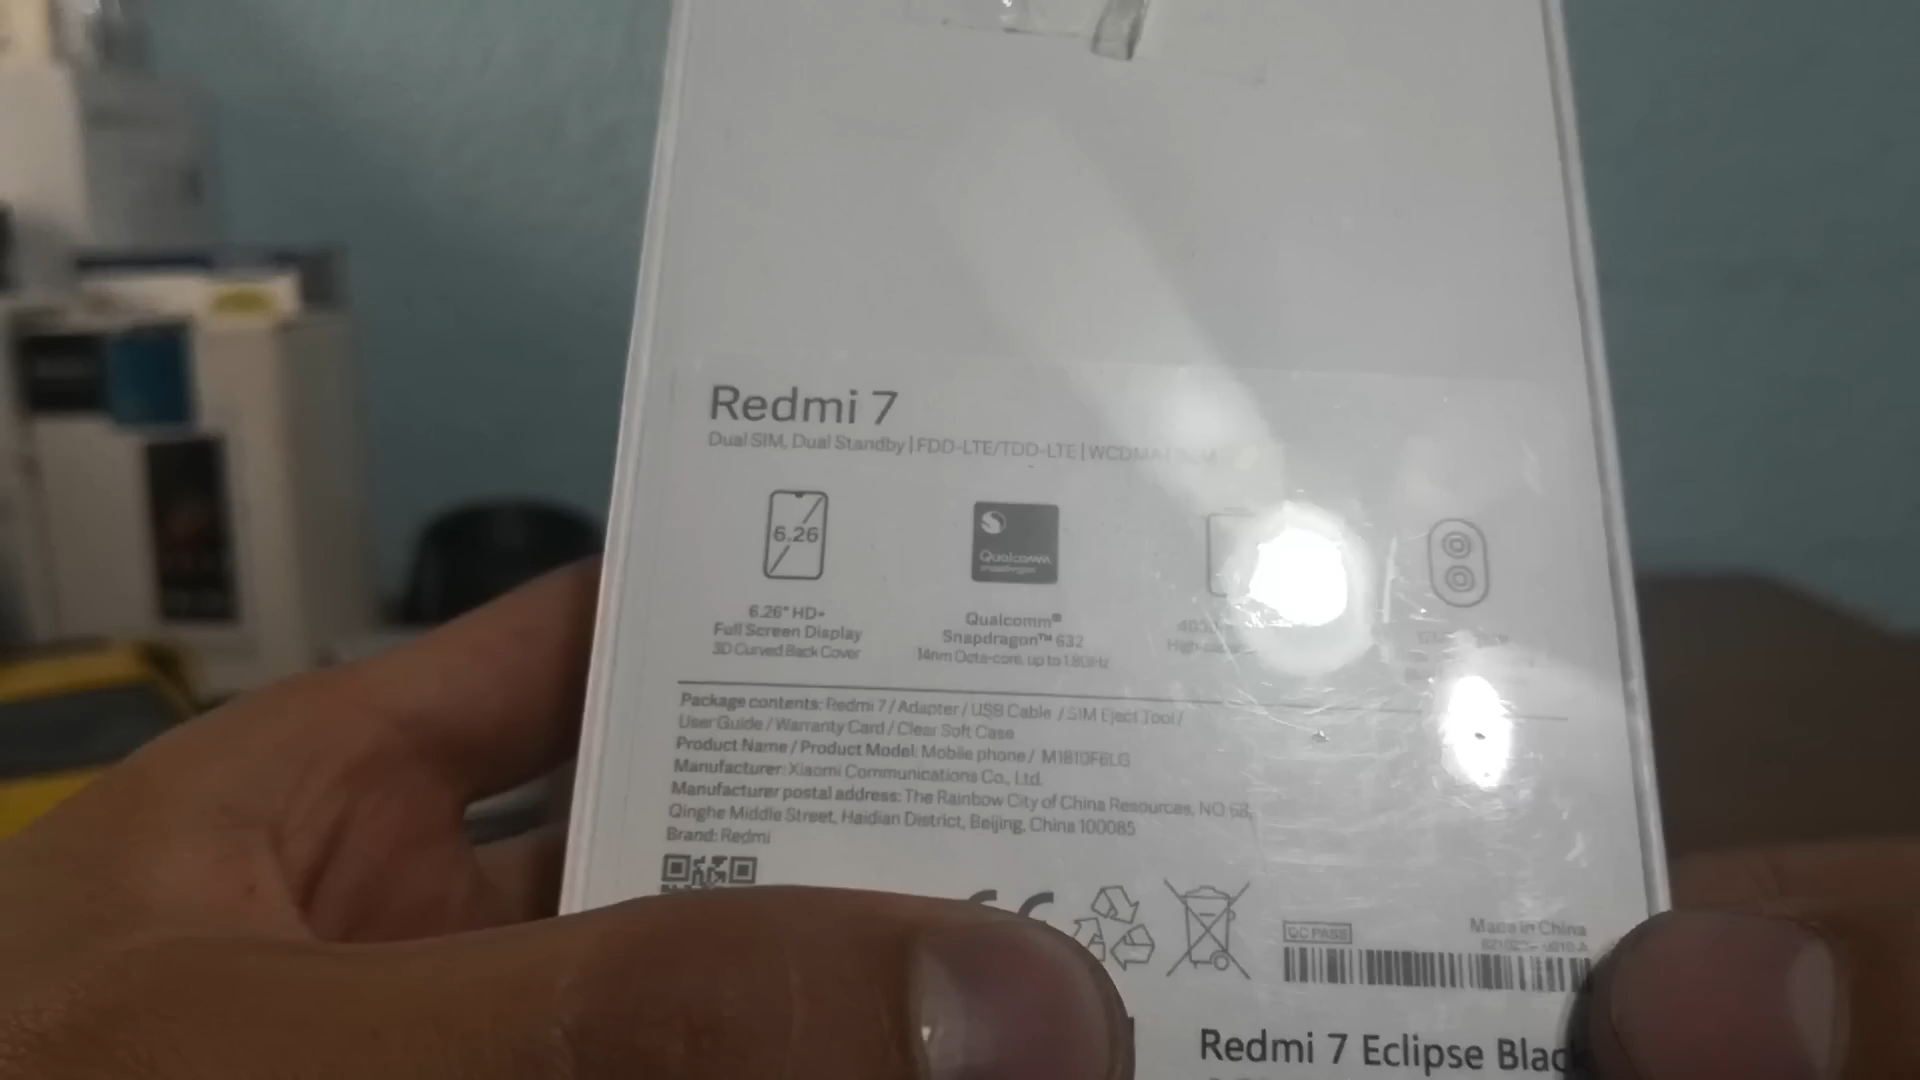 Redmi 7
Dual SIM, Dual Standby | FDD-LTE/TDD-LTE | WCDMA |
6.26
Qualcomm
snapdragon
6.26" HD+
Full Screen Display
3D Curved Back Cover
Qualcomm®
Snapdragon™ 632
14nm Octa-core, up to 1.8GHz
Package contents: Redmi 7 / Adapter / USB Cable / SIM Eject Tool /
User Guide / Warranty Card / Clear Soft Case
Product Name / Product Model: Mobile phone / M1810F6LG
Manufacturer: Xiaomi Communications Co., Ltd.
Manufacturer postal address: The Rainbow City of China Resources, NO 68,
Qinghe Middle Street, Haidian District, Beijing, China 100085
Brand: Redmi
CE
QC PASS
Made in China
Redmi 7 Eclipse Blac